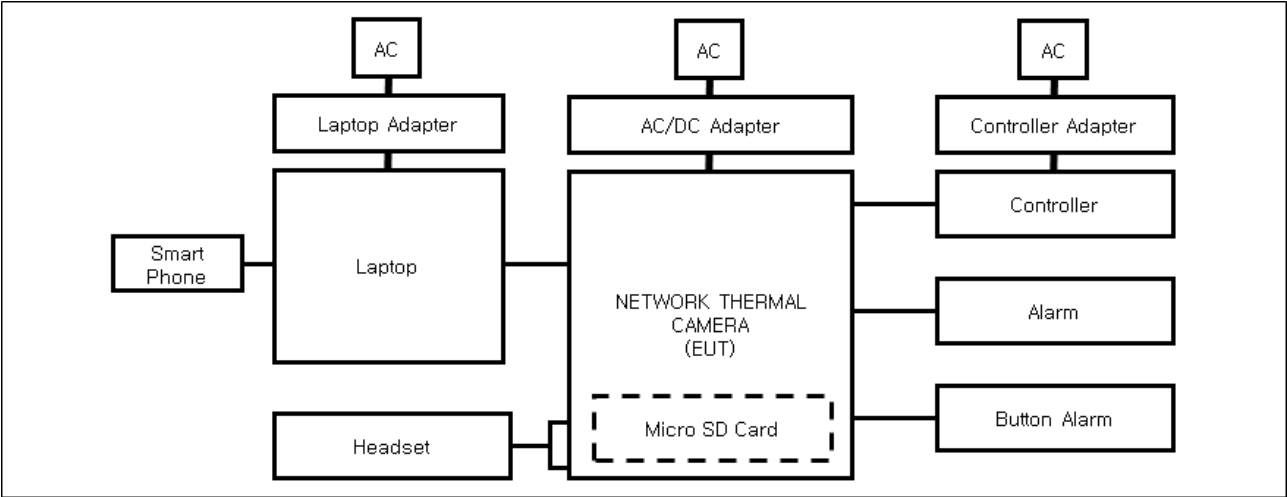 AC
AC
AC
Laptop Adapter
AC/DC Adapter
Controller Adapter
Controller
Smart
Phone
Laptop
NETWORK THERMAL
CAMERA
(EUT)
Alarm
Micro SD Card
Button Alarm
Headset